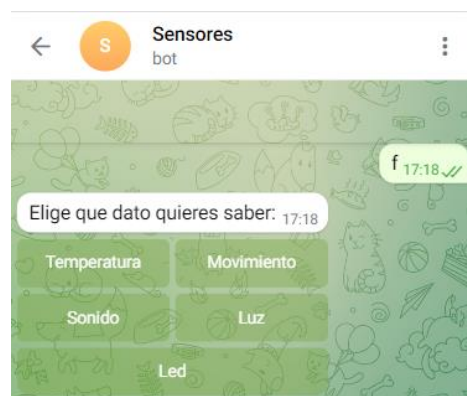 S
Sensores
bot
f 17:18
Elige que dato quieres saber: 17:18
Temperatura Movimiento
Sonido Luz
Led